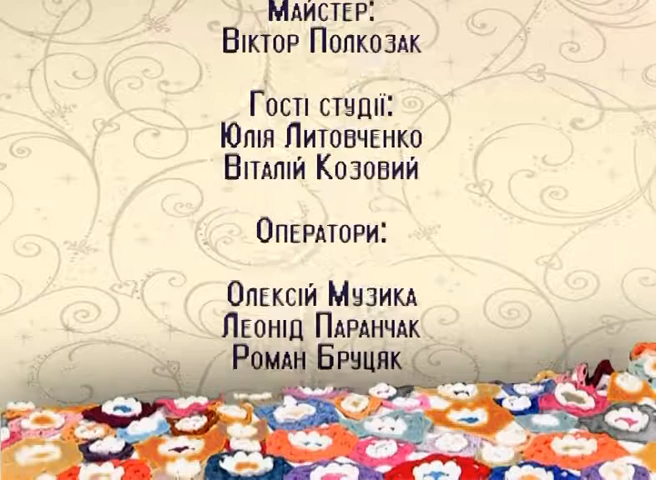 Майстер:
Віктор Полкозак
Гості студії:
Юлія Литовченко
Віталій Козовий
Оператори:
Олексій Музика
Леонід Паранчак
Роман Бруцяк